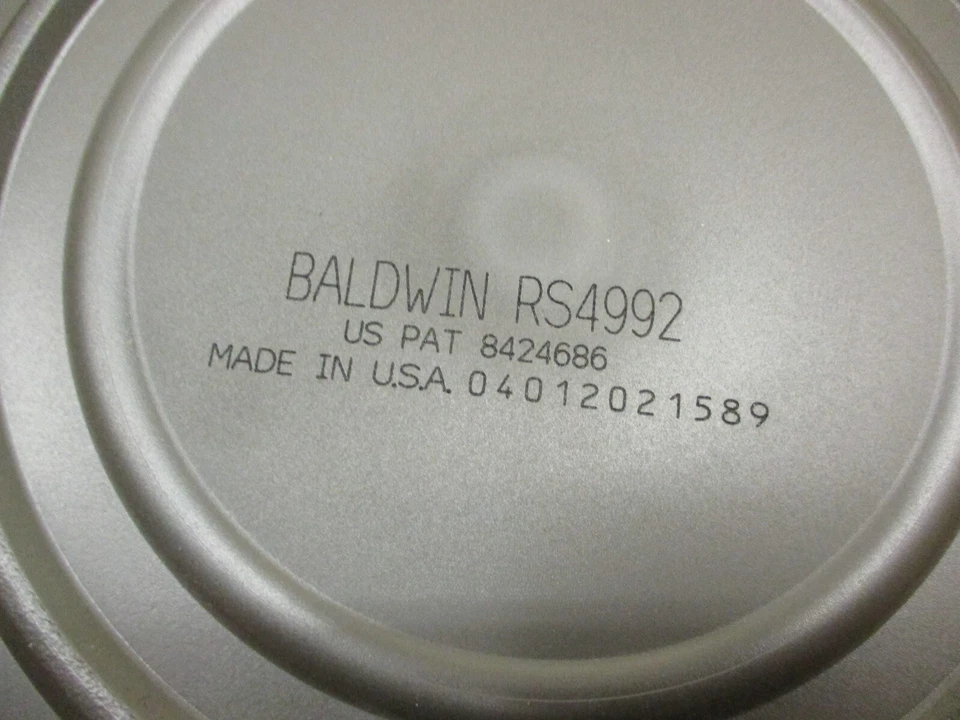 BALDWIN RS4992
US PAT 8424686
MADE IN U.S.A. 04012021589